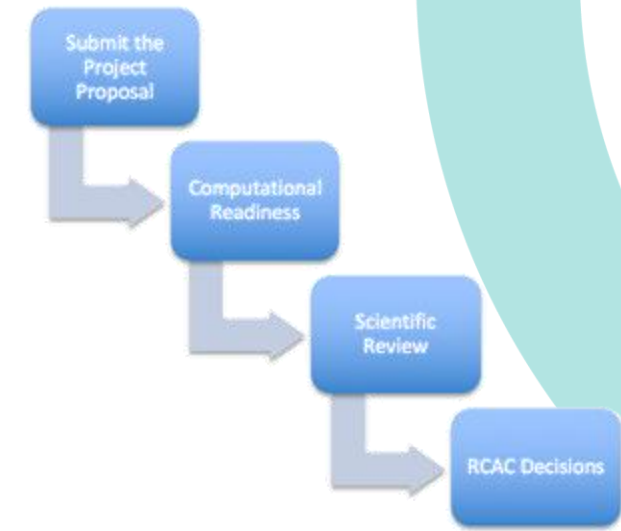 Submit the
Project
Proposal
Computational
Readiness
Scientific
Review
RCAC Decisions